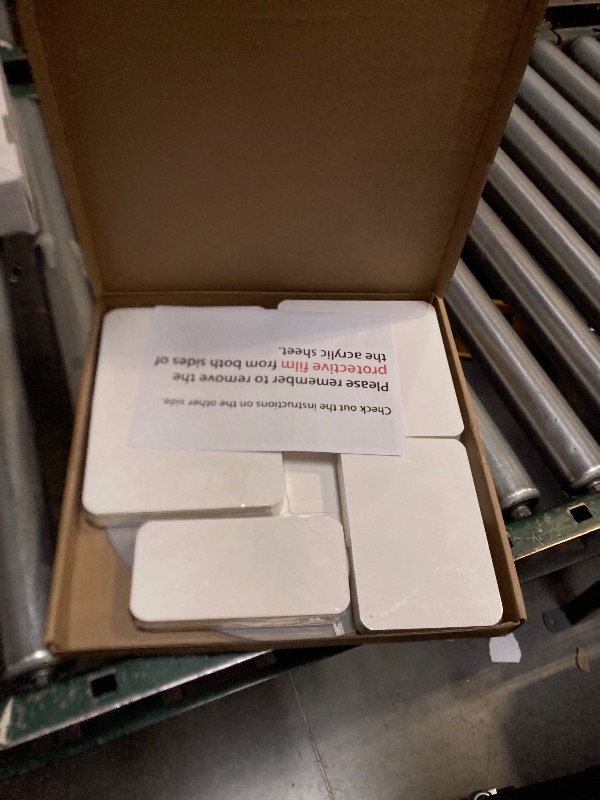 Check out the instructions on the other side.
Please remember to remove the
protective film from both sides of
the acrylic sheet.